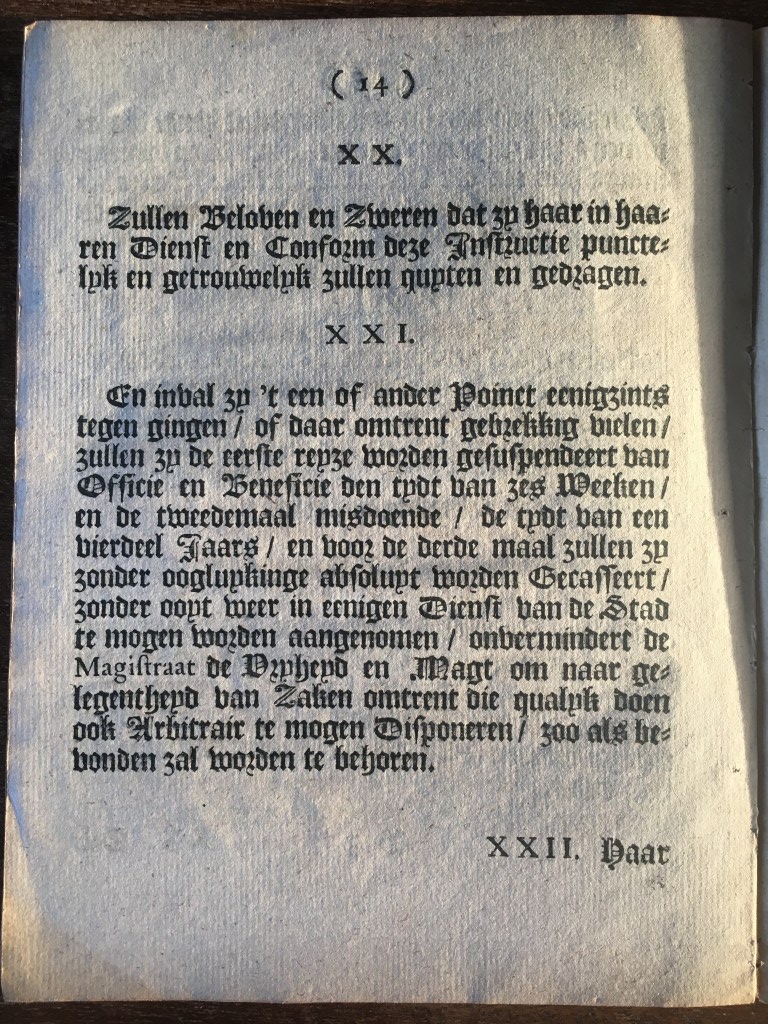 ( 14 )
X X.
Zullen Beloven en Zweren dat zy haar in haa-
ren Dienst en Conform deze Instructie puncte-
lyk en getrouwelyk zullen quyten en gedragen.
X X I.
En inval zy 't een of ander Poinct eenigzints
tegen gingen / of daar omtrent gebrekkig vielen /
zullen zy de eerste reyze worden gesuspendeert van
Officie en Beneficie den tydt van zes Weeken /
en de tweedemaal misdoende / de tydt van een
vierdeel Jaars / en voor de derde maal zullen zy
zonder oogluykinge absoluyt worden Gecasseert /
zonder ooyt weer in eenigen Dienst van de Stad
te mogen worden aangenomen / onvermindert de
Magistraat de Vryheyd en Magt om naar ge-
legentheyd van Zaken omtrent die qualyk doen
ook Arbitrair te mogen Disponeren / zoo als be-
vonden zal worden te behoren.
XXII. Haar